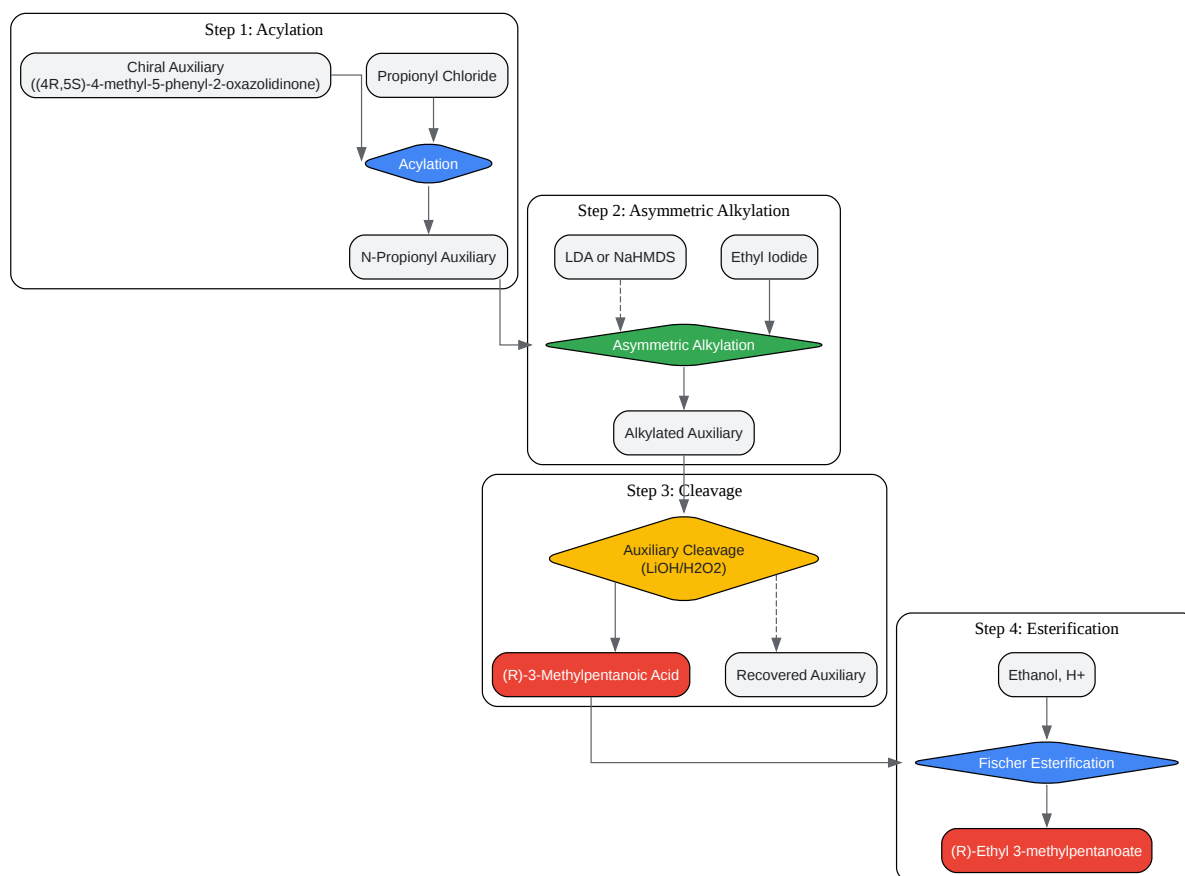 Step 1: Acylation
Chiral Auxiliary
((4R,5S)-4-methyl-5-phenyl-2-oxazolidinone)
Propionyl Chloride
Acylation
N-Propionyl Auxiliary
Step 2: Asymmetric Alkylation
LDA or NaHMDS
Ethyl Iodide
Asymmetric Alkylation
Alkylated Auxiliary
Step 3: Cleavage
Auxiliary Cleavage
(LiOH/H2O2)
(R)-3-Methylpentanoic Acid
Recovered Auxiliary
Step 4: Esterification
Ethanol, H+
Fischer Esterification
(R)-Ethyl 3-methylpentanoate